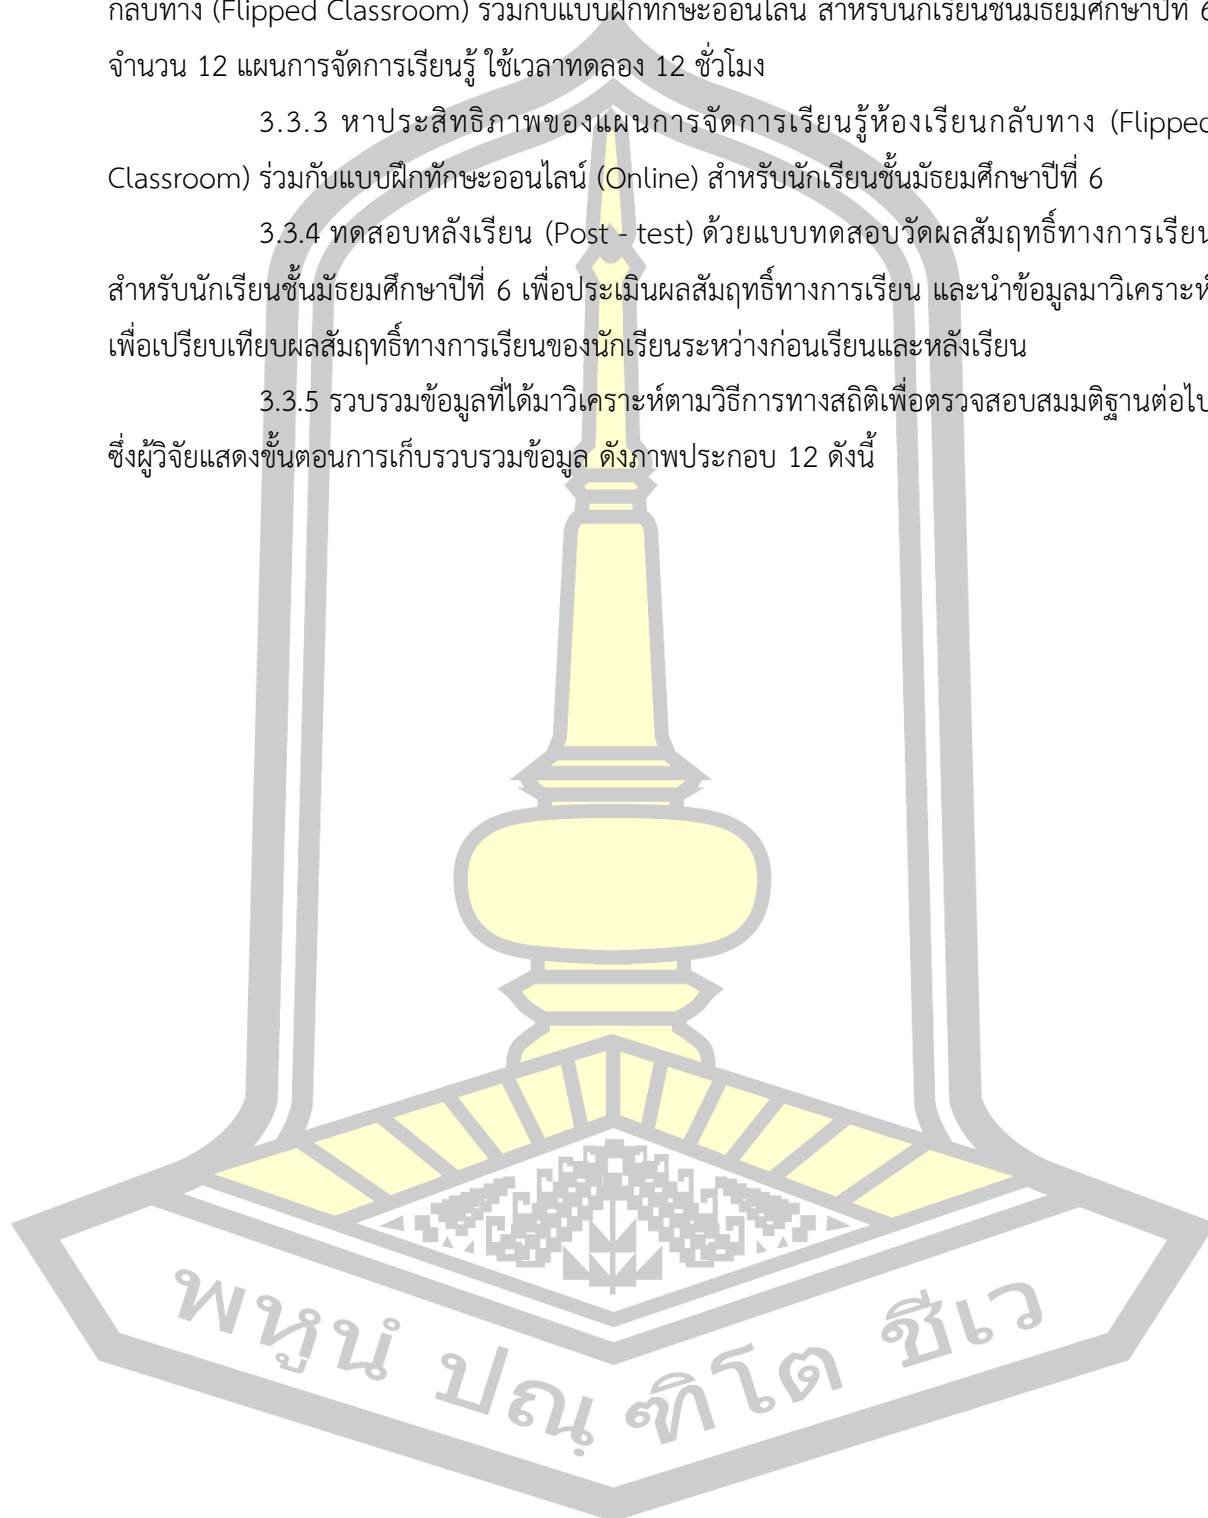 กลับทาง (Flipped Classroom) ร่วมกับแบบฝึกทักษะออนไลน์ สำหรับนักเรียนชั้นมัธยมศึกษาปีที่ 6
จำนวน 12 แผนการจัดการเรียนรู้ ใช้เวลาทดลอง 12 ชั่วโมง
3.3.3 หาประสิทธิภาพของแผนการจัดการเรียนรู้ห้องเรียนกลับทาง (Flipped
Classroom) ร่วมกับแบบฝึกทักษะออนไลน์ (Online) สำหรับนักเรียนชั้นมัธยมศึกษาปีที่ 6
3.3.4 ทดสอบหลังเรียน (Post - test) ด้วยแบบทดสอบวัดผลสัมฤทธิ์ทางการเรียน
สำหรับนักเรียนชั้นมัธยมศึกษาปีที่ 6 เพื่อประเมินผลสัมฤทธิ์ทางการเรียน และนำข้อมูลมาวิเคราะห์
เพื่อเปรียบเทียบผลสัมฤทธิ์ทางการเรียนของนักเรียนระหว่างก่อนเรียนและหลังเรียน
3.3.5 รวบรวมข้อมูลที่ได้มาวิเคราะห์ตามวิธีการทางสถิติเพื่อตรวจสอบสมมติฐานต่อไป
ซึ่งผู้วิจัยแสดงขั้นตอนการเก็บรวบรวมข้อมูล ดังภาพประกอบ 12 ดังนี้
พหูนํ ปณฺ ฑิโต ชีเว